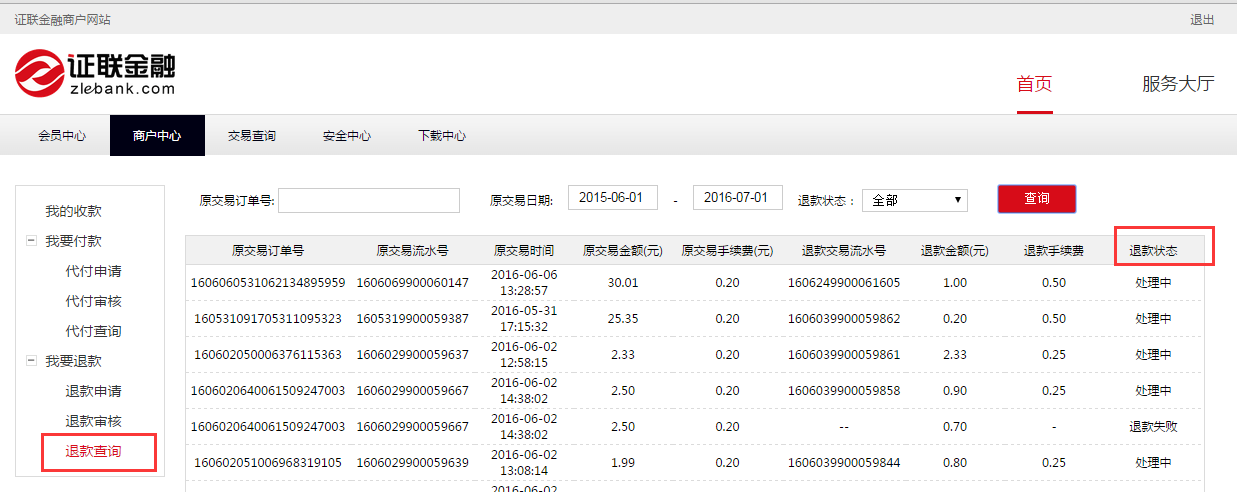 证联金融商户网站 退出
证联金融
zlebank.com
首页 服务大厅
会员中心 商户中心 交易查询 安全中心 下载中心
我的收款
我要付款
代付申请
代付审核
代付查询
我要退款
退款申请
退款审核
退款查询
原交易订单号: 原交易日期: 2015-06-01 - 2016-07-01 退款状态： 全部 查询
原交易订单号 原交易流水号 原交易时间 原交易金额(元) 原交易手续费(元) 退款交易流水号 退款金额(元) 退款手续费 退款状态
1606060531062134895959 1606069900060147 2016-06-06 13:28:57 30.01 0.20 1606249900061605 1.00 0.50 处理中
160531091705311095323 1605319900059387 2016-05-31 17:15:32 25.35 0.20 1606039900059862 0.20 0.50 处理中
160602050006376115363 1606029900059637 2016-06-02 12:58:15 2.33 0.20 1606039900059861 2.33 0.25 处理中
1606020640061509247003 1606029900059667 2016-06-02 14:38:02 2.50 0.20 1606039900059858 0.90 0.25 处理中
1606020640061509247003 1606029900059667 2016-06-02 14:38:02 2.50 0.20 -- 0.70 - 退款失败
160602051006968319105 1606029900059639 2016-06-02 13:08:14 1.99 0.20 1606039900059844 0.80 0.25 处理中
2016-06-02